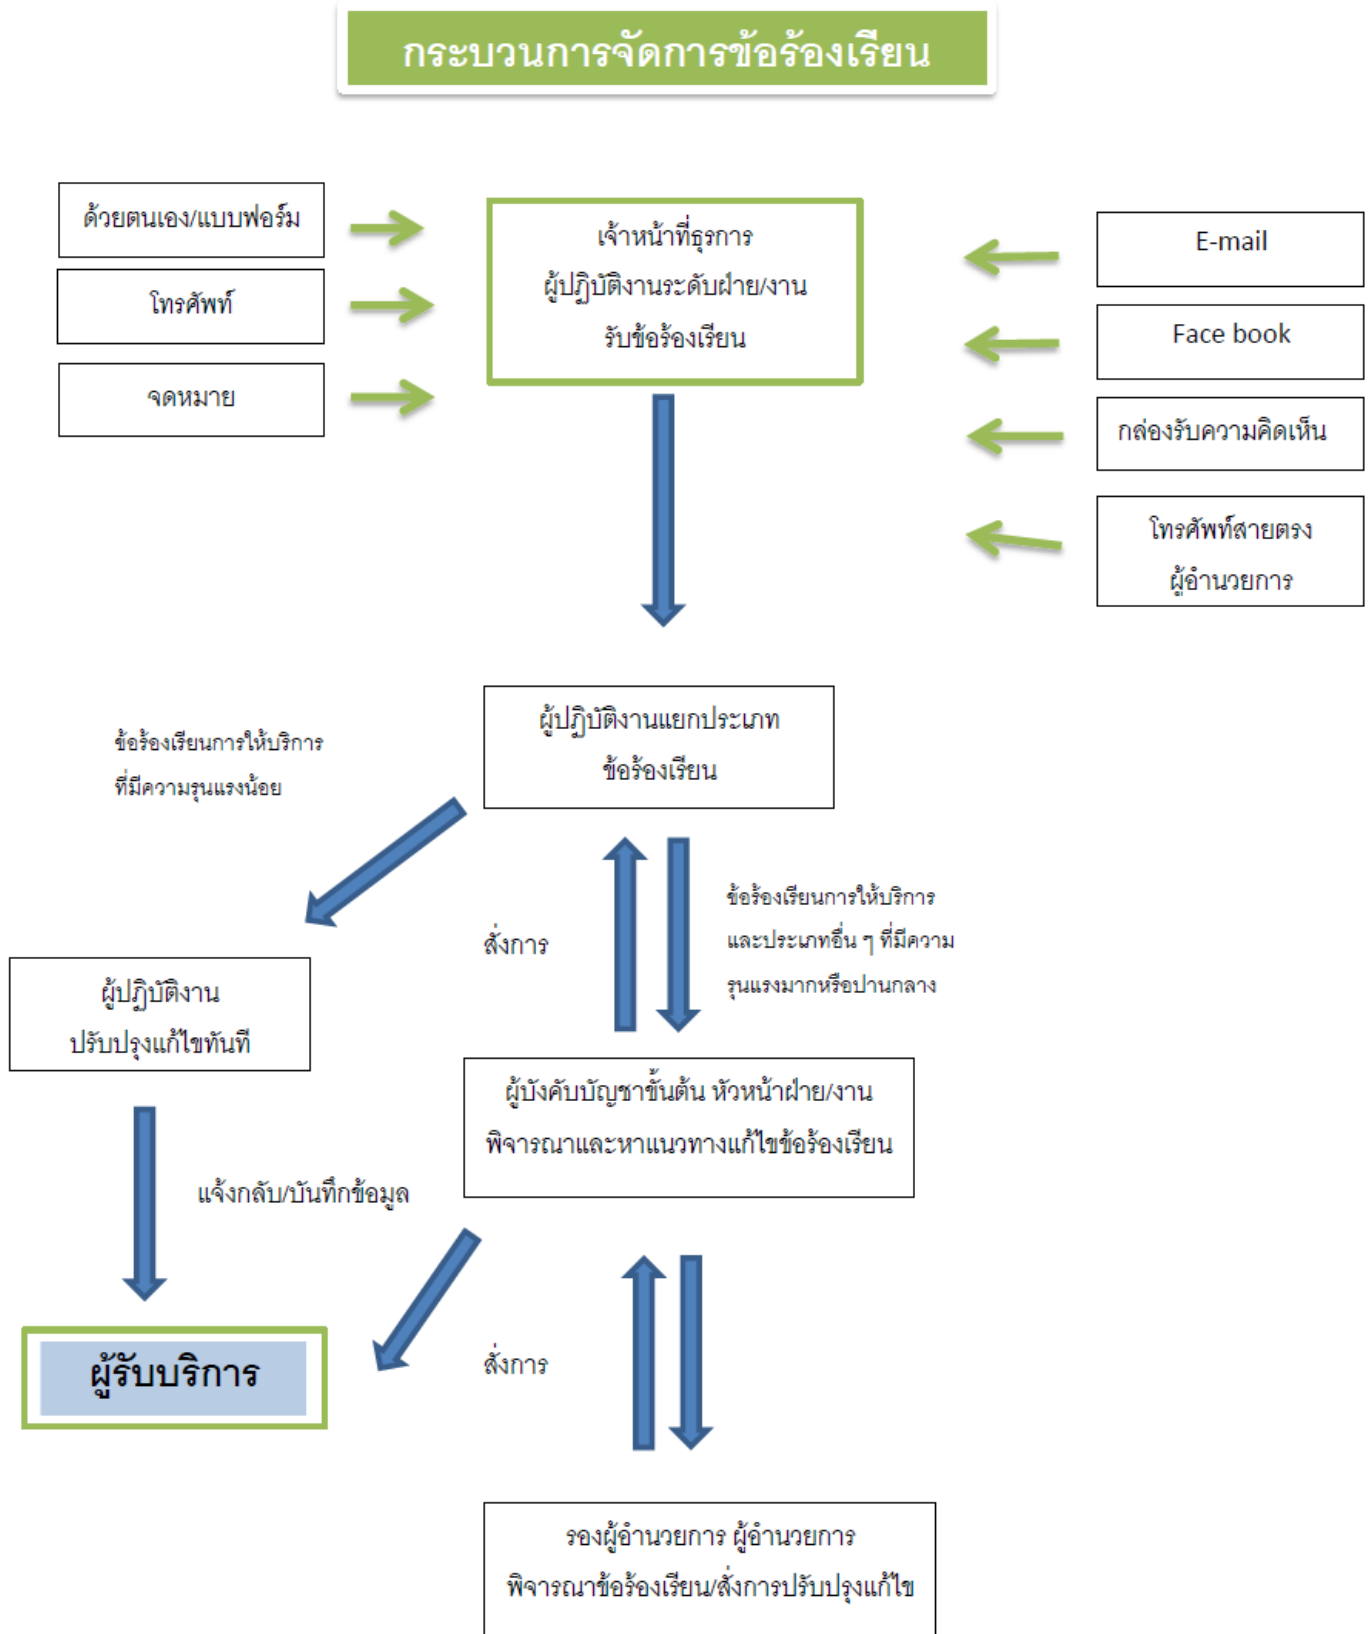 กระบวนการจัดการข้อร้องเรียน
ด้วยตนเอง/แบบฟอร์ม
โทรศัพท์
จดหมาย
เจ้าหน้าที่ธุรการ
ผู้ปฏิบัติงานระดับฝ่าย/งาน
รับข้อร้องเรียน
E-mail
Face book
กล่องรับความคิดเห็น
โทรศัพท์สายตรง
ผู้อำนวยการ
ผู้ปฏิบัติงานแยกประเภท
ข้อร้องเรียน
ข้อร้องเรียนการให้บริการ
ที่มีความรุนแรงน้อย
สั่งการ
ข้อร้องเรียนการให้บริการ
และประเภทอื่น ๆ ที่มีความ
รุนแรงมากหรือปานกลาง
ผู้ปฏิบัติงาน
ปรับปรุงแก้ไขทันที
ผู้บังคับบัญชาขั้นต้น หัวหน้าฝ่าย/งาน
พิจารณาและหาแนวทางแก้ไขข้อร้องเรียน
แจ้งกลับ/บันทึกข้อมูล
ผู้รับบริการ
สั่งการ
รองผู้อำนวยการ ผู้อำนวยการ
พิจารณาข้อร้องเรียน/สั่งการปรับปรุงแก้ไข